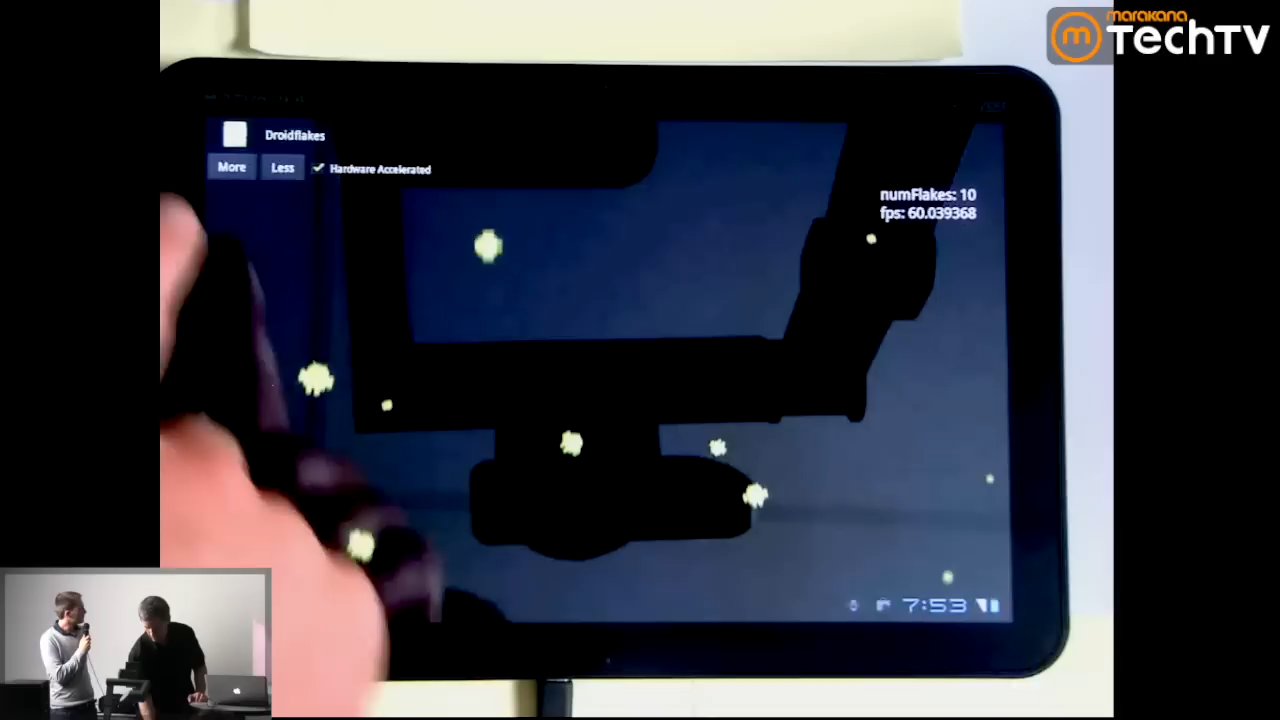 marakana
TechTV
Droidflakes
More Less Hardware Accelerated
numFlakes: 10
fps: 60.039368
7:53